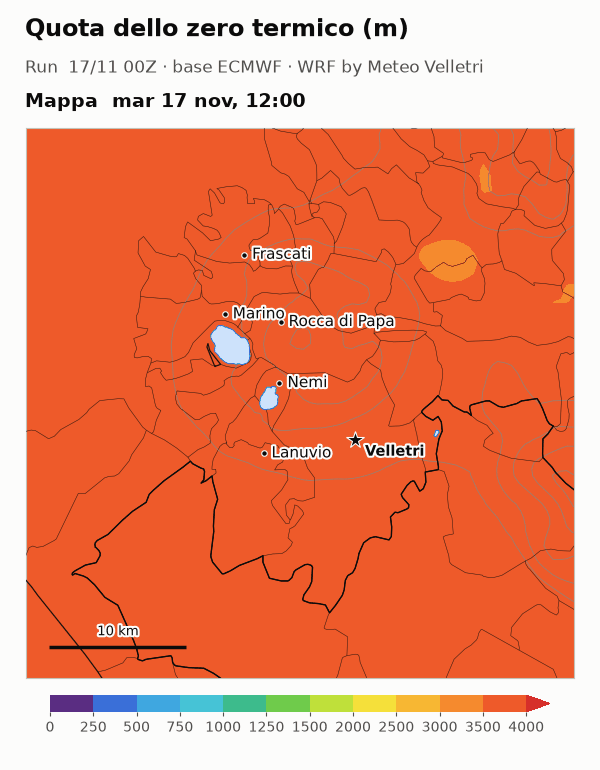 Quota dello zero termico (m)
Run  17/11 00Z · base ECMWF · WRF by Meteo Velletri
Mappa  mar 17 nov, 12:00
Frascati
Marino
Rocca di Papa
Nemi
Velletri
Lanuvio
10 km
0 250 500 750 1000 1250 1500 2000 2500 3000 3500 4000